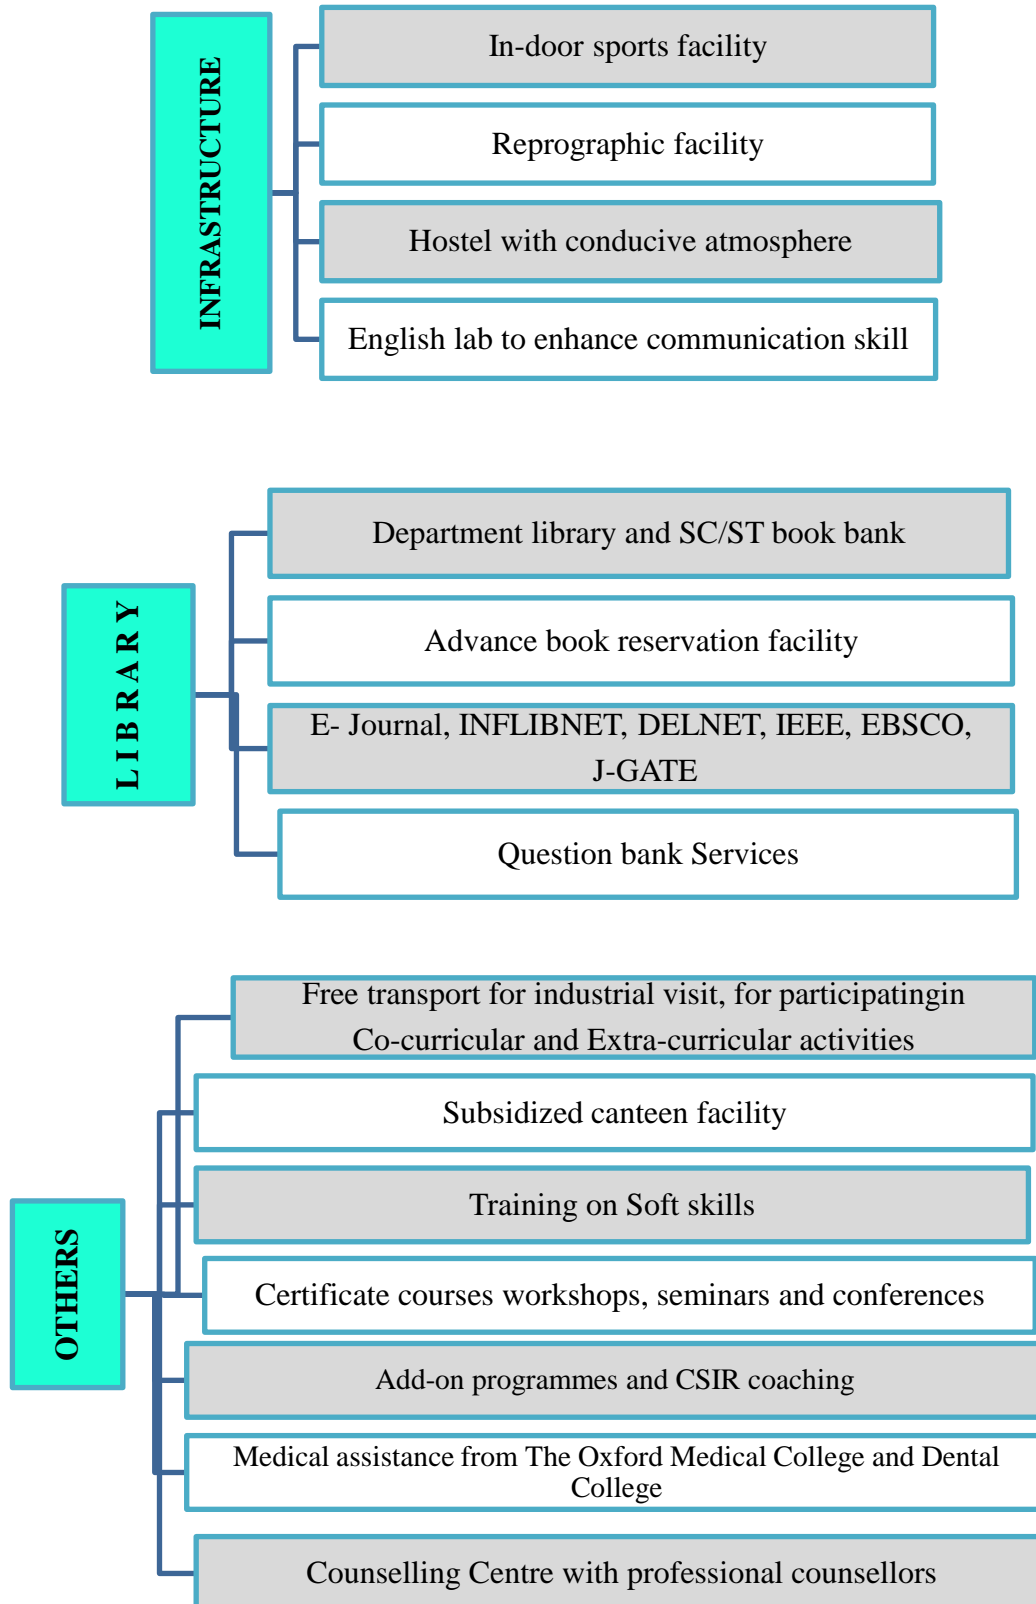 INFRASTRUCTURE
In-door sports facility
Reprographic facility
Hostel with conducive atmosphere
English lab to enhance communication skill
LIBRARY
Department library and SC/ST book bank
Advance book reservation facility
E- Journal, INFLIBNET, DELNET, IEEE, EBSCO,
J-GATE
Question bank Services
OTHERS
Free transport for industrial visit, for participatingin
Co-curricular and Extra-curricular activities
Subsidized canteen facility
Training on Soft skills
Certificate courses workshops, seminars and conferences
Add-on programmes and CSIR coaching
Medical assistance from The Oxford Medical College and Dental
College
Counselling Centre with professional counsellors